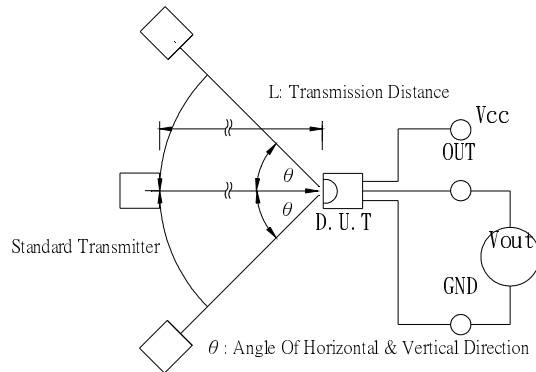 L: Transmission Distance
Vcc
OUT
θ
θ
D.U.T
Standard Transmitter
Vout
GND
θ : Angle Of Horizontal & Vertical Direction